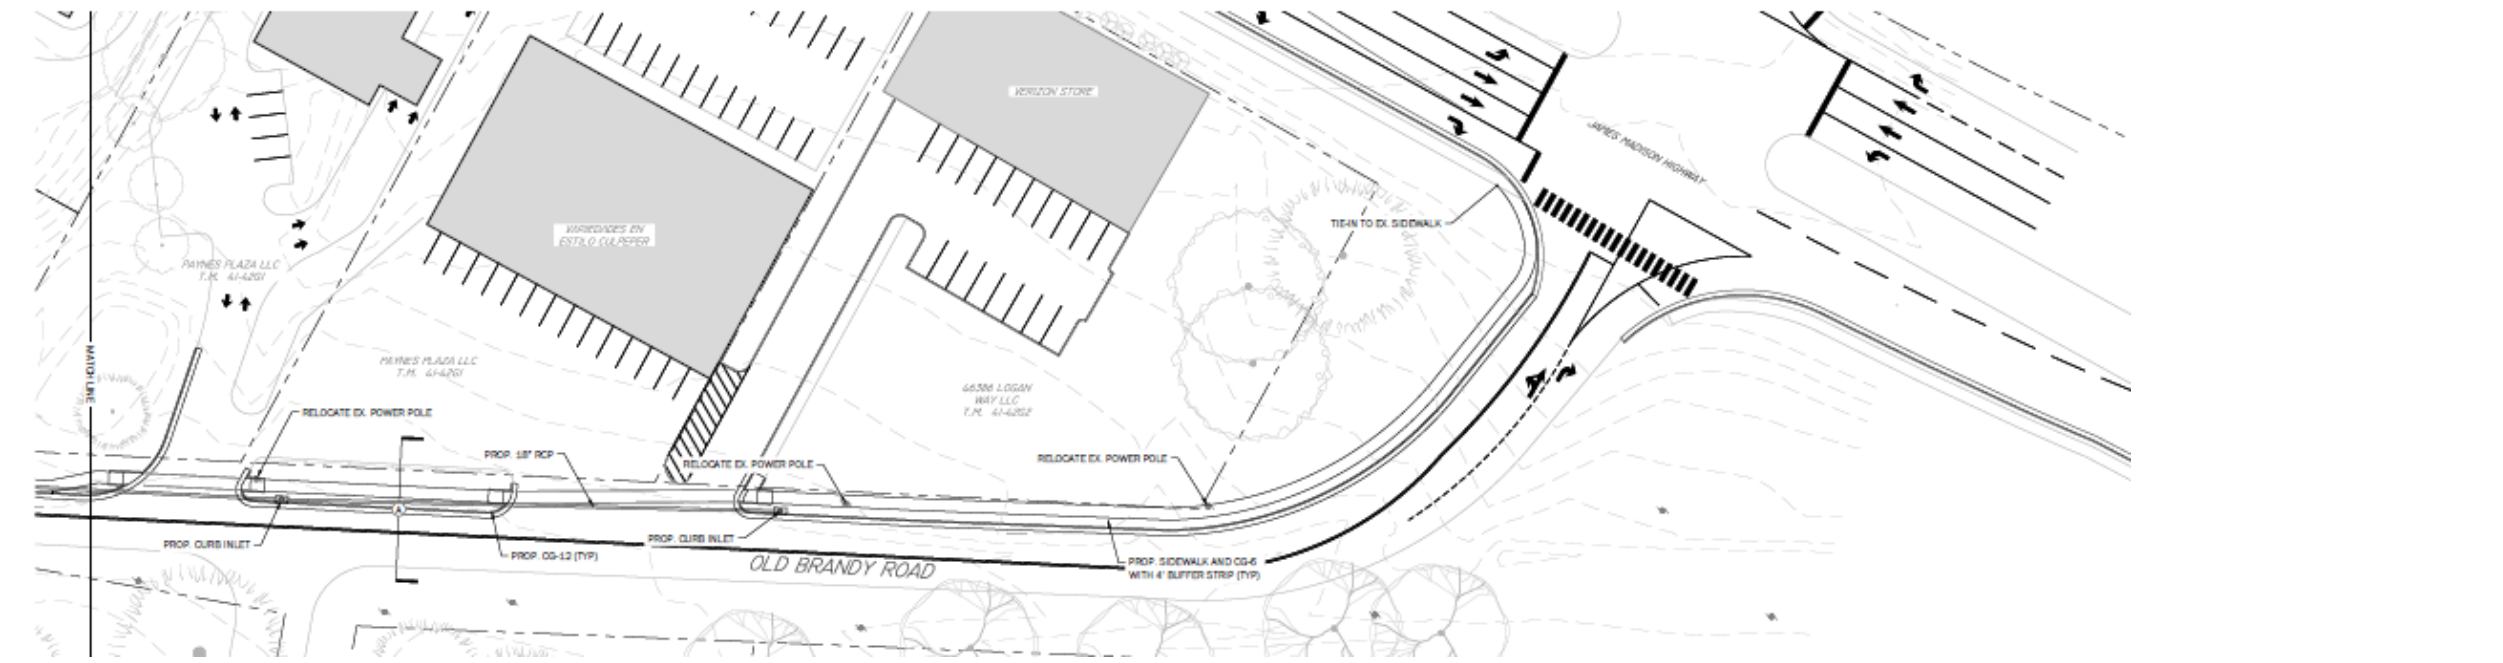 VERIZON STORE
JAMES MADISON HIGHWAY
TIE-IN TO EX. SIDEWALK
VARIEDADES EN
ESTILO CULPEPER
PAYNES PLAZA LLC
T.M. 41-42G1
MATCH LINE
PAYNES PLAZA LLC
T.M. 41-42G1
46386 LOGAN
WAY LLC
T.M. 41-42G2
RELOCATE EX. POWER POLE
PROP. 18" RCP
RELOCATE EX. POWER POLE
RELOCATE EX. POWER POLE
A
PROP. CURB INLET
PROP. CG-12 (TYP)
PROP. CURB INLET
OLD BRANDY ROAD
PROP. SIDEWALK AND CG-6
WITH 4' BUFFER STRIP (TYP)